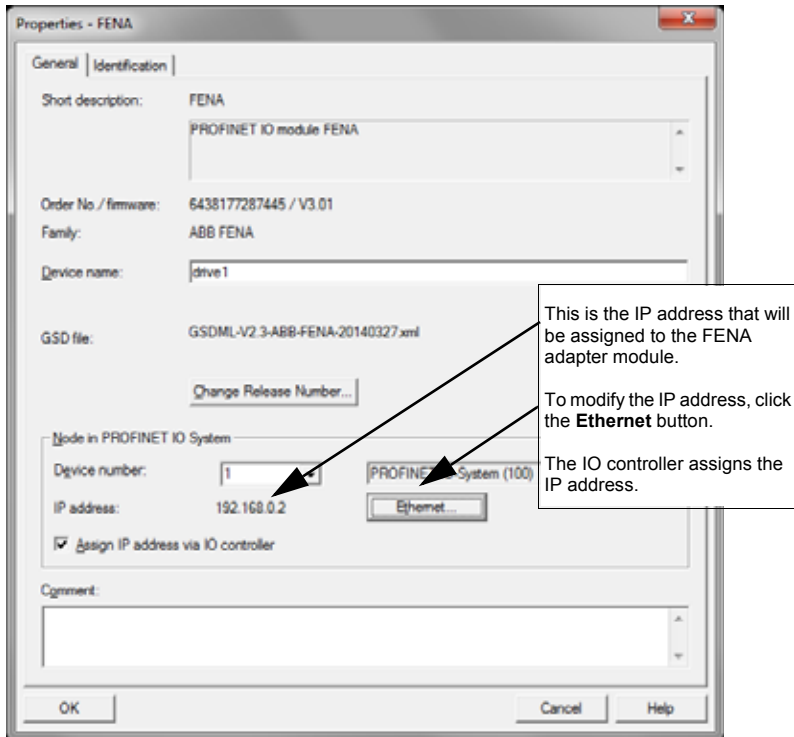 Properties - FENA
General
Identification
Short description: FENA
PROFINET IO module FENA
Order No./ firmware: 6438177287445 / V3.01
Family: ABB FENA
Device name: drive1
GSD file: GSDML-V2.3-ABB-FENA-20140327.xml
Change Release Number...
Node in PROFINET IO System
Device number: 1 PROFINET IO-System (100)
IP address: 192.168.0.2 Ethernet...
Assign IP address via IO controller
Comment:
OK Cancel Help
This is the IP address that will
be assigned to the FENA
adapter module.
To modify the IP address, click
the Ethernet button.
The IO controller assigns the
IP address.